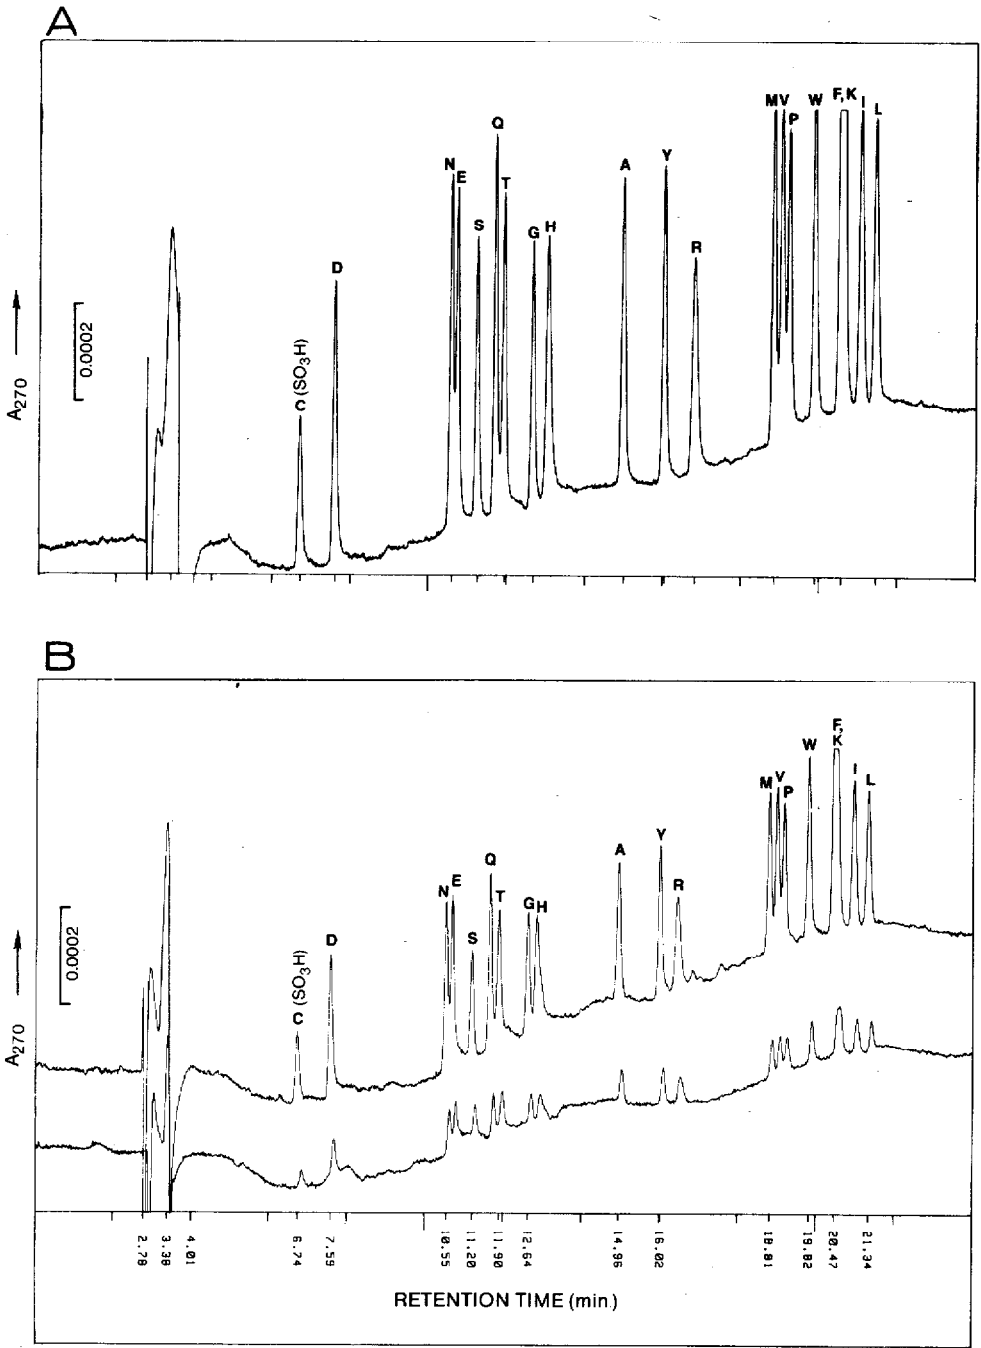 A
A270
0.0002
C (SO3H)
D
N
E
S
Q
T
G
H
A
Y
R
M
V
P
W
F, K
I
L
B
A270
0.0002
C (SO3H)
D
N
E
S
Q
T
G
H
A
Y
R
M
V
P
W
F,
K
I
L
2.78
3.38
4.01
6.74
7.59
10.55
11.20
11.90
12.64
14.96
16.02
18.81
19.82
20.47
21.34
RETENTION TIME (min.)